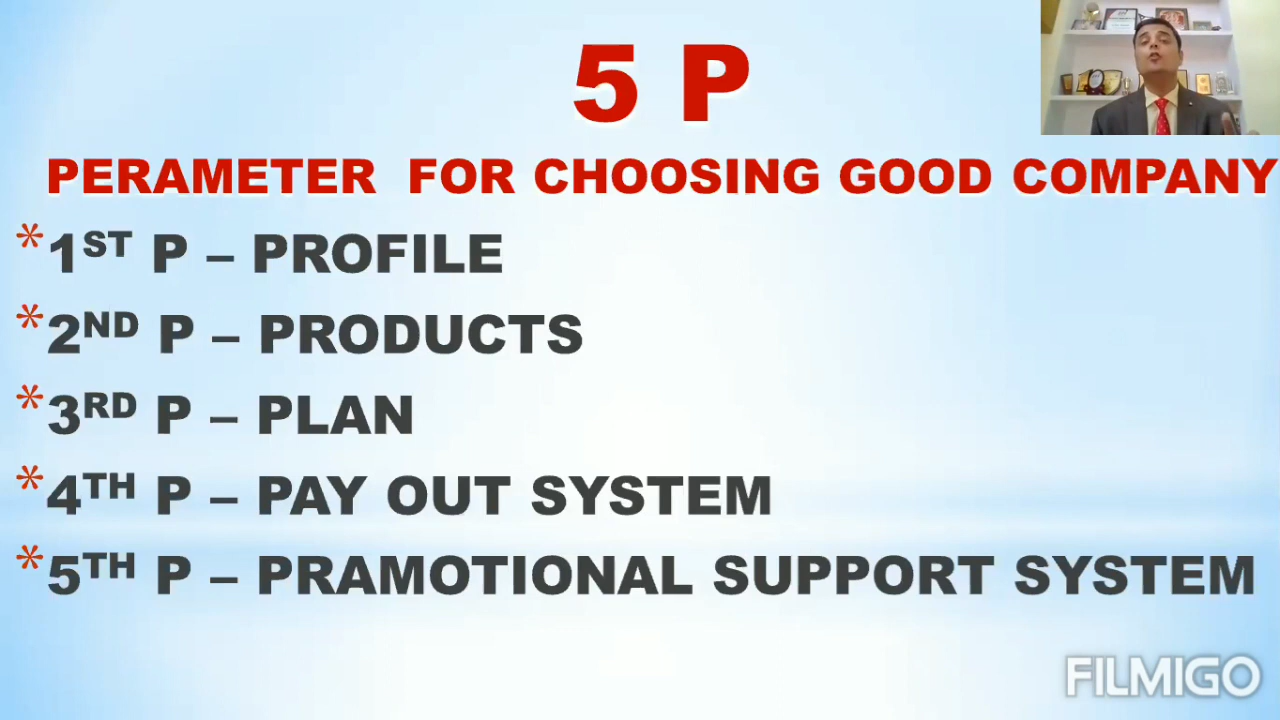 5 P
PERAMETER FOR CHOOSING GOOD COMPANY
*1ST P – PROFILE
*2ND P – PRODUCTS
*3RD P – PLAN
*4TH P – PAY OUT SYSTEM
*5TH P – PRAMOTIONAL SUPPORT SYSTEM
FILMIGO